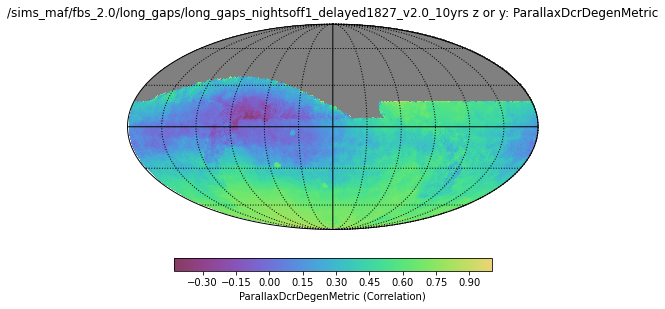 /sims_maf/fbs_2.0/long_gaps/long_gaps_nightsoff1_delayed1827_v2.0_10yrs z or y: ParallaxDcrDegenMetric
−0.30 −0.15 0.00 0.15 0.30 0.45 0.60 0.75 0.90
ParallaxDcrDegenMetric (Correlation)